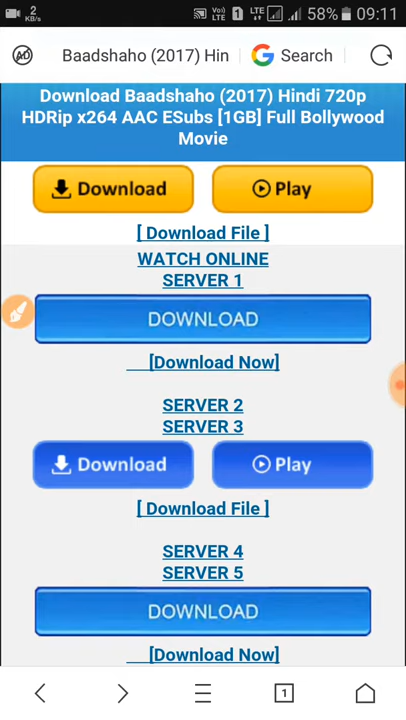 2
KB/s
Vo))
LTE
1
LTE
58%
09:11
AD
Baadshaho (2017) Hin
Search
Download Baadshaho (2017) Hindi 720p
HDRip x264 AAC ESubs [1GB] Full Bollywood
Movie
Download
Play
[ Download File ]
WATCH ONLINE
SERVER 1
DOWNLOAD
[Download Now]
SERVER 2
SERVER 3
Download
Play
[ Download File ]
SERVER 4
SERVER 5
DOWNLOAD
[Download Now]
1